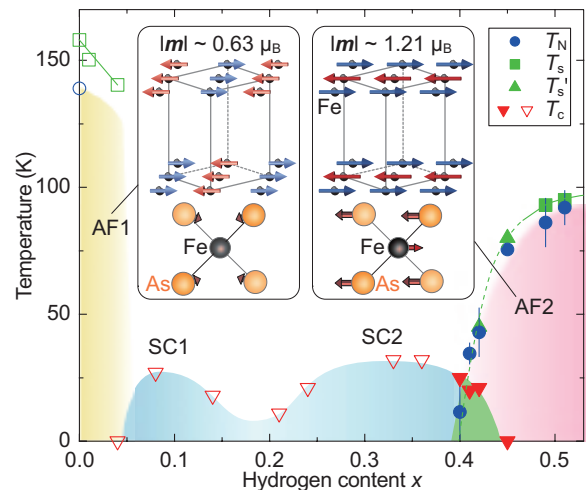 |m| ~ 0.63 μB
|m| ~ 1.21 μB
Fe
Fe
As
Fe
As
TN
Ts
Ts'
Tc
AF1
AF2
SC1
SC2
150
100
50
0
Temperature (K)
0.0
0.1
0.2
0.3
0.4
0.5
Hydrogen content x